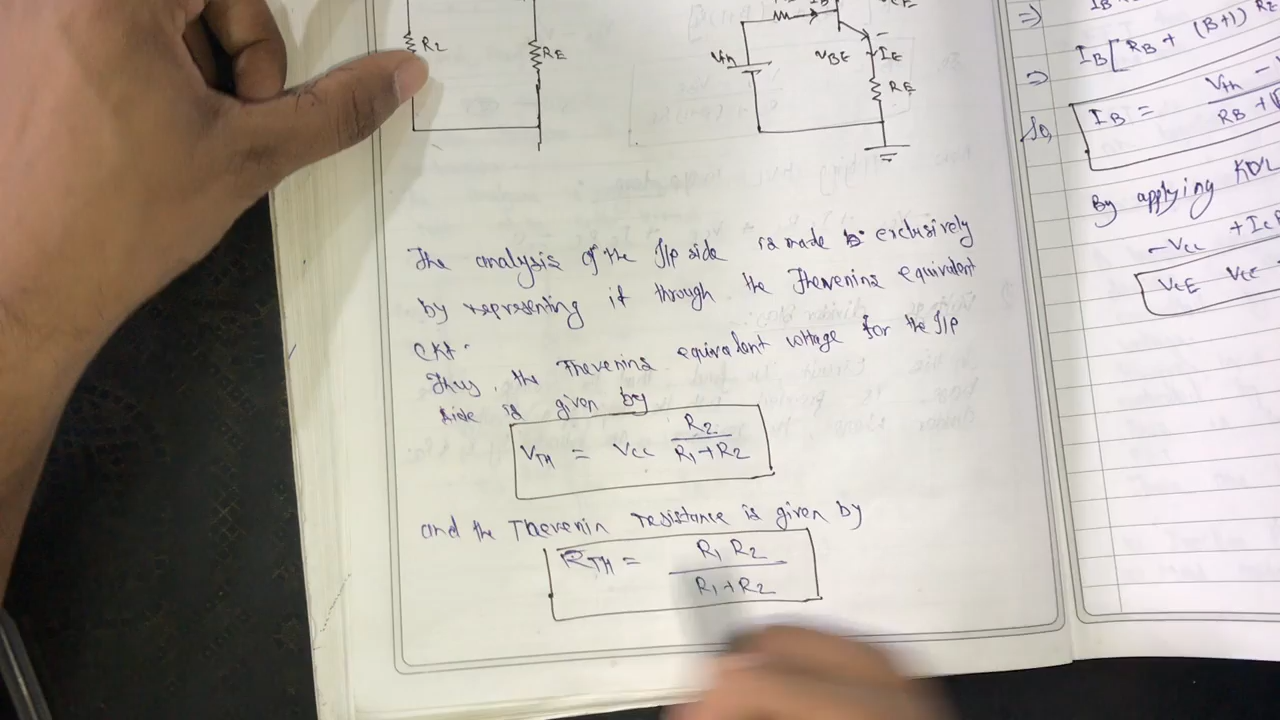 R2
RE
Vth
VBE
IE
RE
The analysis of the I/p side is made exclusively
by representing it through the Thevenins equivalent
CKt.
Thus, the Thevenins equivalent voltage for the I/P
side is given by
VTH = VCC R2 / R1+R2
and the Thevenin resistance is given by
RTH = R1 R2 / R1+R2
=>
=> IB[RB + (B+1) RE
So, IB = Vth - / RB +
By applying KVL
-Vcc + Ic
VCE VCC